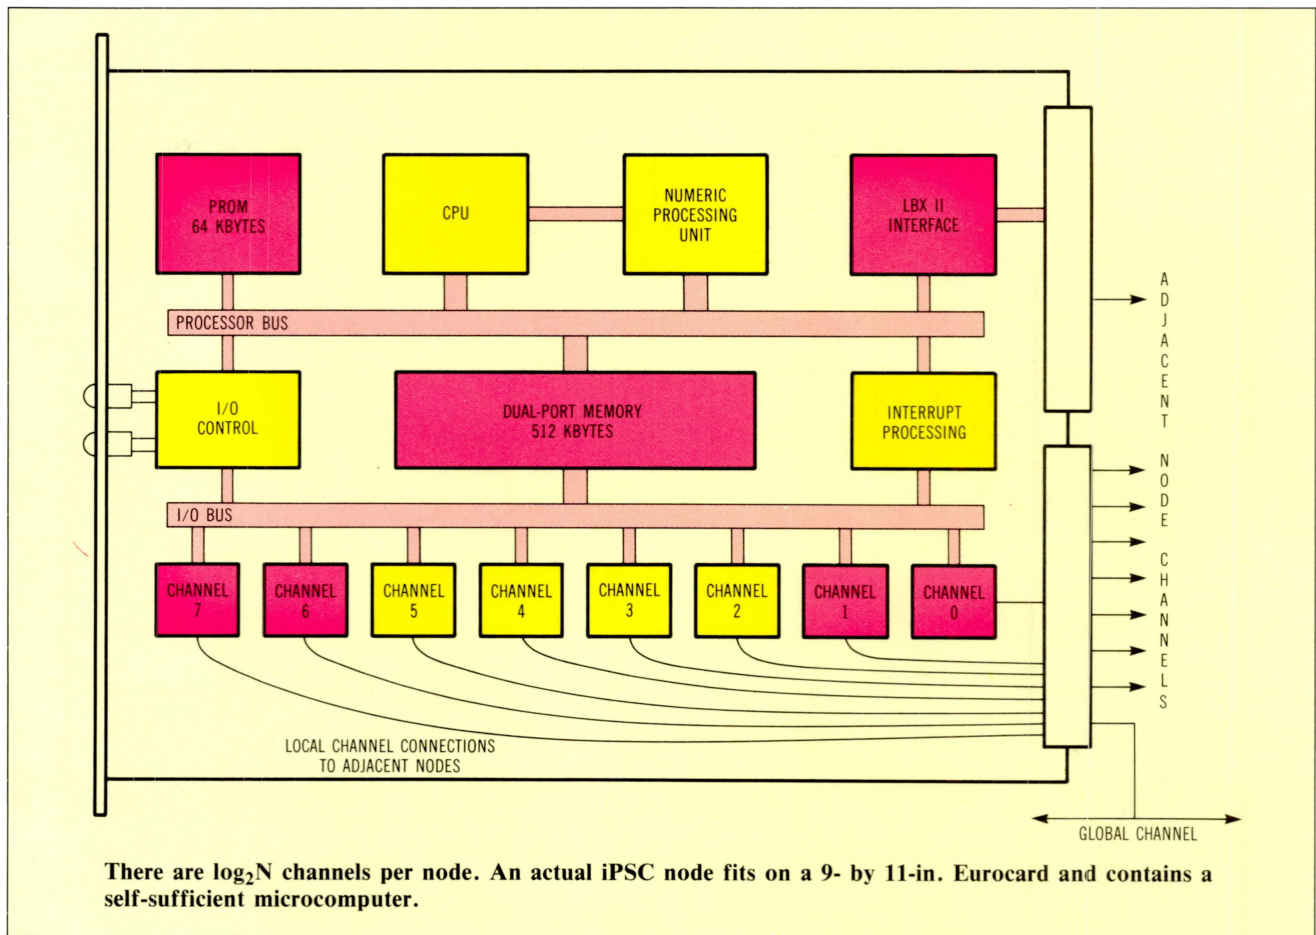 PROM
64 KBYTES
CPU
NUMERIC
PROCESSING
UNIT
LBX II
INTERFACE
PROCESSOR BUS
I/O
CONTROL
DUAL-PORT MEMORY
512 KBYTES
INTERRUPT
PROCESSING
I/O BUS
CHANNEL
7
CHANNEL
6
CHANNEL
5
CHANNEL
4
CHANNEL
3
CHANNEL
2
CHANNEL
1
CHANNEL
0
ADJACENT NODE CHANNELS
LOCAL CHANNEL CONNECTIONS
TO ADJACENT NODES
GLOBAL CHANNEL
There are log₂N channels per node. An actual iPSC node fits on a 9- by 11-in. Eurocard and contains a
self-sufficient microcomputer.